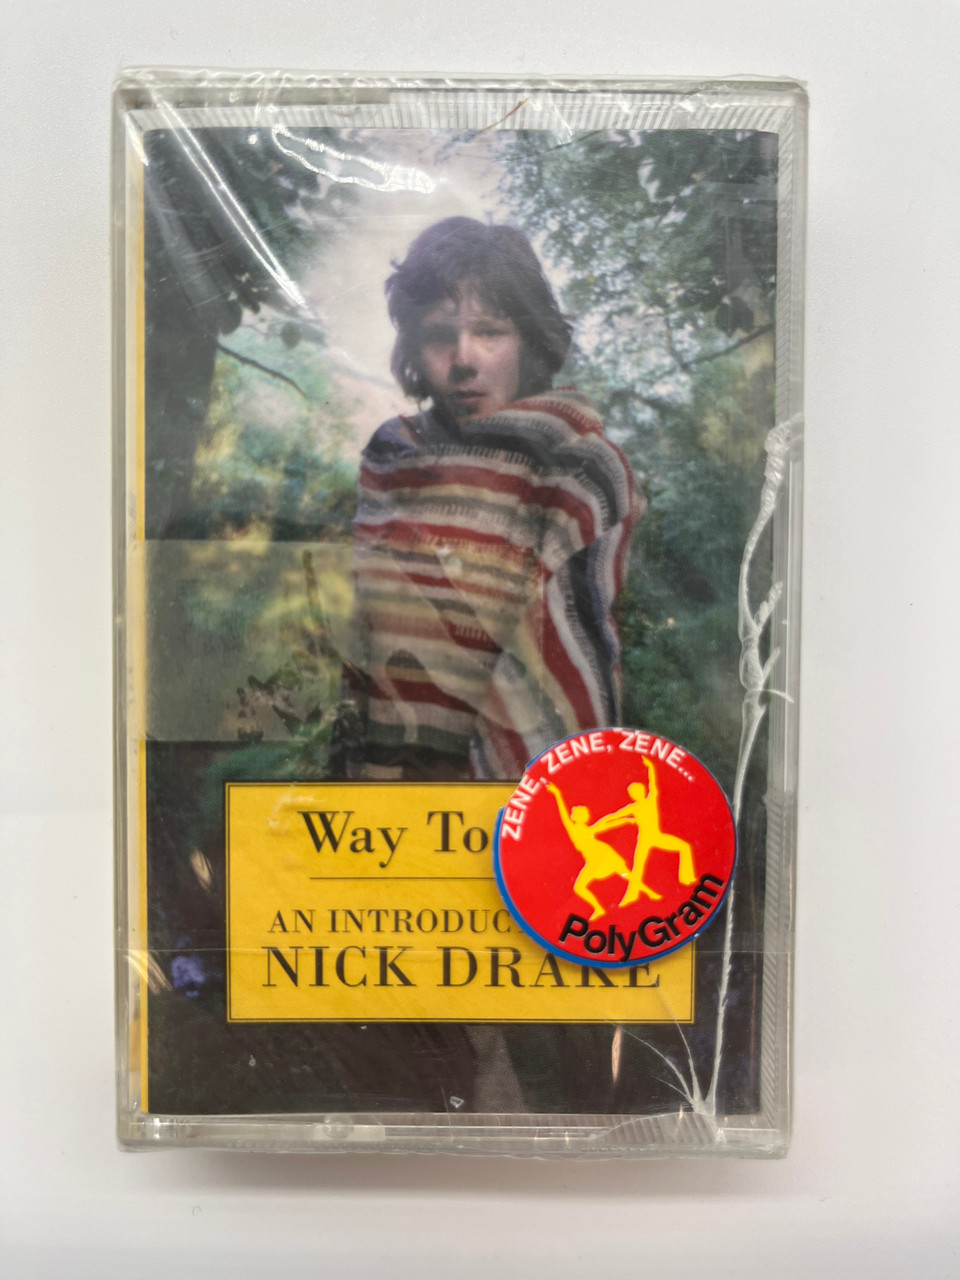 Way To
AN INTRODUC
NICK DRAKE
ZENE, ZENE, ZENE...
PolyGram